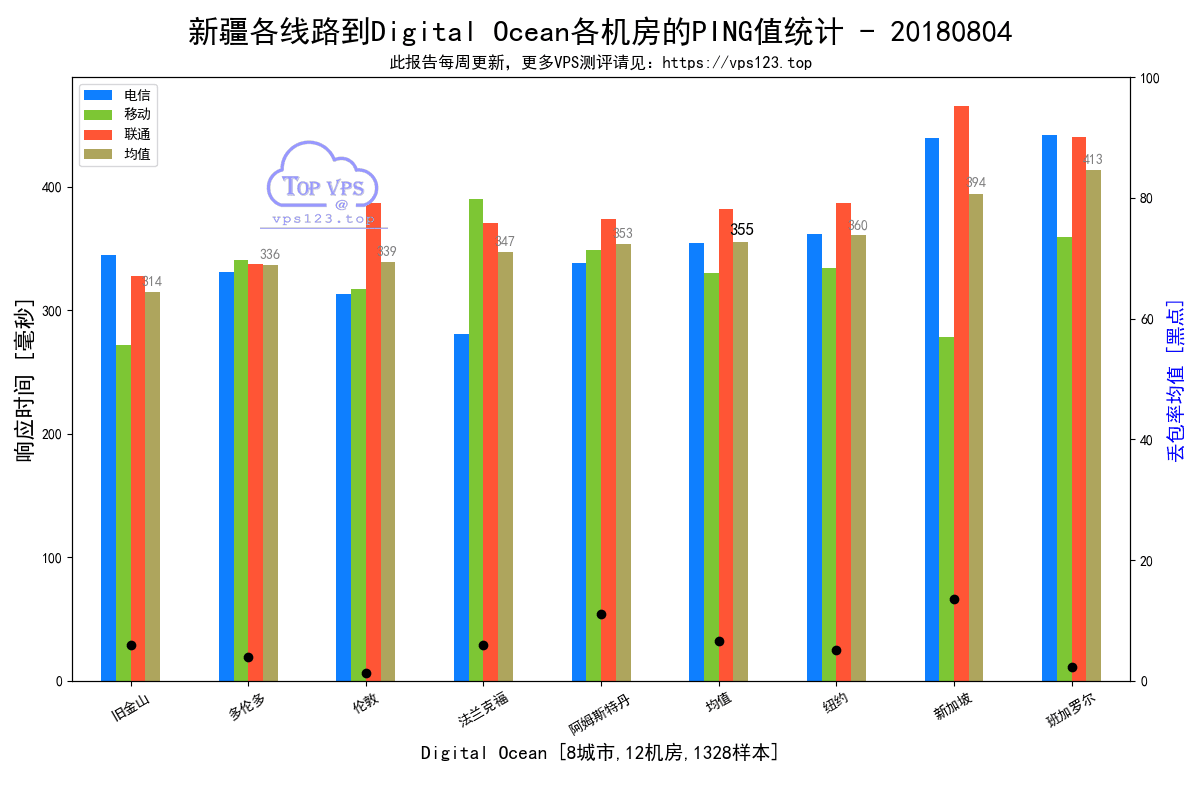 新疆各线路到Digital Ocean各机房的PING值统计 - 20180804
此报告每周更新，更多VPS测评请见：https://vps123.top
电信
移动
联通
均值
TOP VPS
@
vps123.top
314
336
339
347
353
355
360
394
413
400
300
200
100
0
100
80
60
40
20
0
响应时间 [毫秒]
丢包率均值 [黑点]
旧金山
多伦多
伦敦
法兰克福
阿姆斯特丹
均值
纽约
新加坡
班加罗尔
Digital Ocean [8城市,12机房,1328样本]